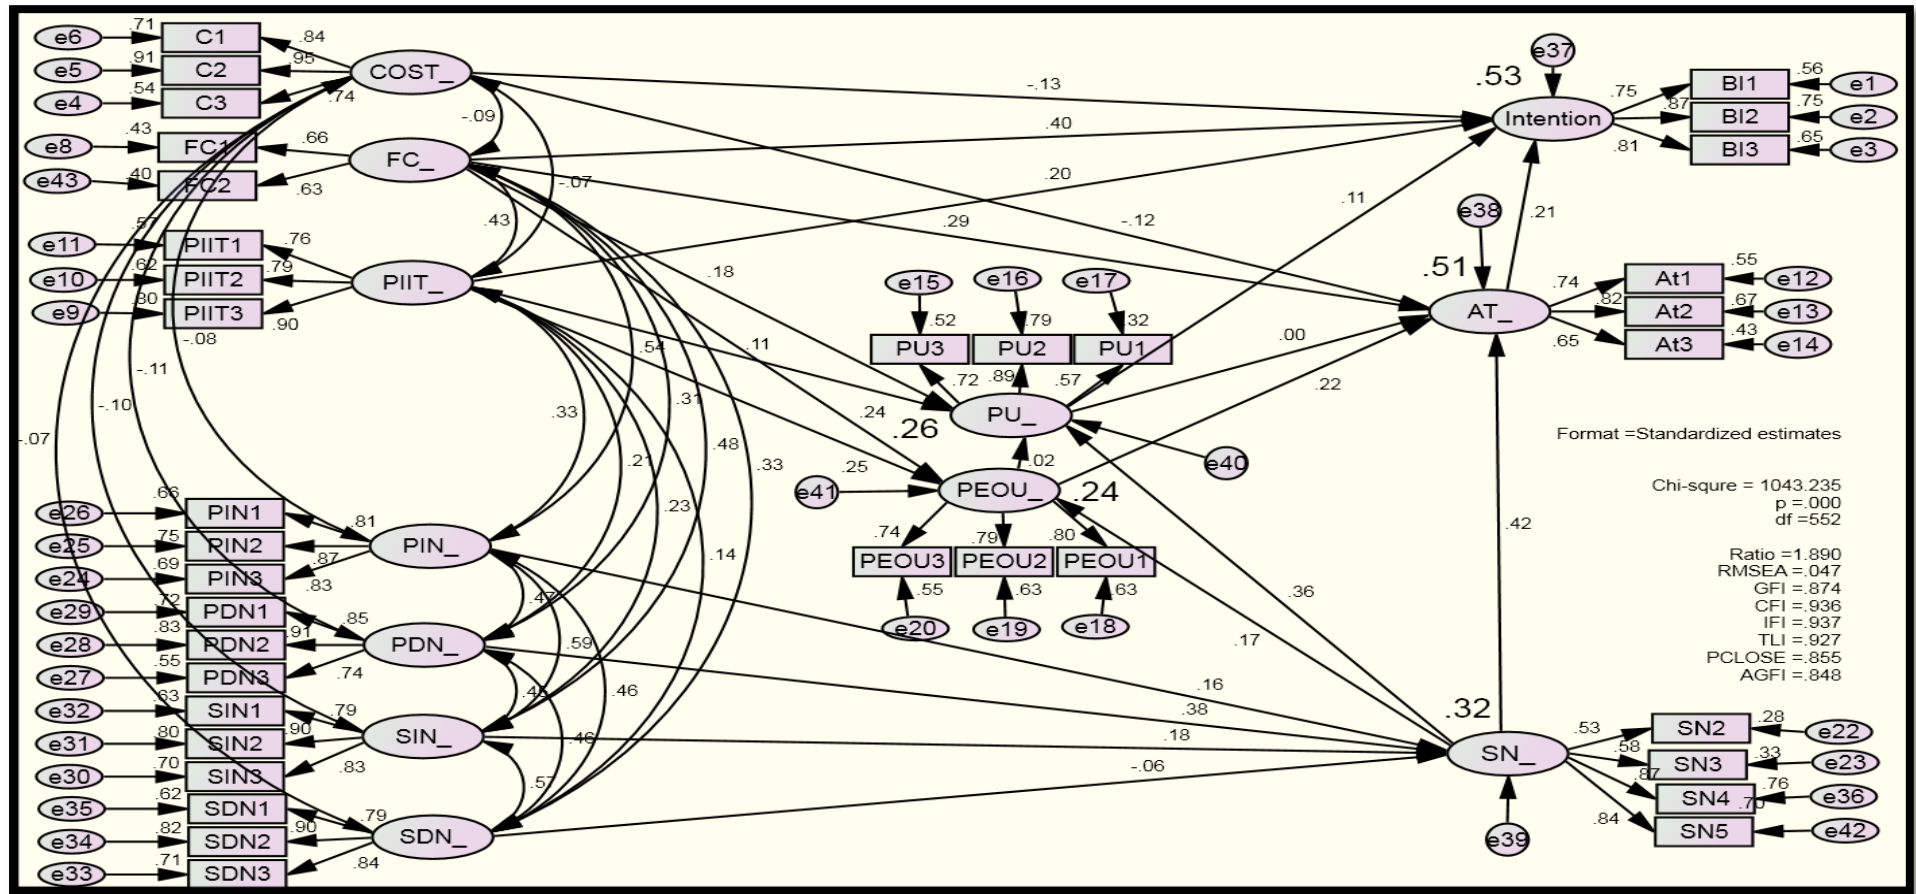 e6 .71 C1 .84
e5 .91 C2 .95 COST_
e4 .54 C3 .74
e8 .43 FC1 .66 FC_
e43 .40 FC2 .63
e11 .57 PIIT1 .76
e10 .62 PIIT2 .79 PIIT_
e9 .80 PIIT3 .90
e26 .66 PIN1 .81
e25 .75 PIN2 .87 PIN_
e24 .69 PIN3 .83
e29 .72 PDN1 .85
e28 .83 PDN2 .91 PDN_
e27 .55 PDN3 .74
e32 .63 SIN1 .79
e31 .80 SIN2 .90 SIN_
e30 .70 SIN3 .83
e35 .62 SDN1 .79
e34 .82 SDN2 .90 SDN_
e33 .71 SDN3 .84
-.09
-.07
.43
-.08
-.11
-.10
-.07
.54
.31
.48
.33
.33
.21
.23
.14
.47
.59
.46
.45
.46
.57
-.13
.40
.20
.11
-.12
.29
.18
.11
.24
.25
.00
.22
.02
.36
.17
.16
.38
.18
-.06
.42
.21
e15 e16 e17
.52 .79 .32
PU3 PU2 PU1
.72 .89 .57
PU_
.26
e40
e41
PEOU_ .24
.74 .79 .80
PEOU3 PEOU2 PEOU1
.55 .63 .63
e20 e19 e18
e37
.53
Intention
.75 BI1 .56 e1
.87 BI2 .75 e2
.81 BI3 .65 e3
e38
.51
AT_
.74 At1 .55 e12
.82 At2 .67 e13
.65 At3 .43 e14
Format =Standardized estimates
Chi-squre = 1043.235
p =.000
df =552
Ratio =1.890
RMSEA =.047
GFI =.874
CFI =.936
IFI =.937
TLI =.927
PCLOSE =.855
AGFI =.848
.32
SN_
e39
.53 SN2 .28 e22
.58 SN3 .33 e23
.87 SN4 .76 e36
.84 SN5 .70 e42